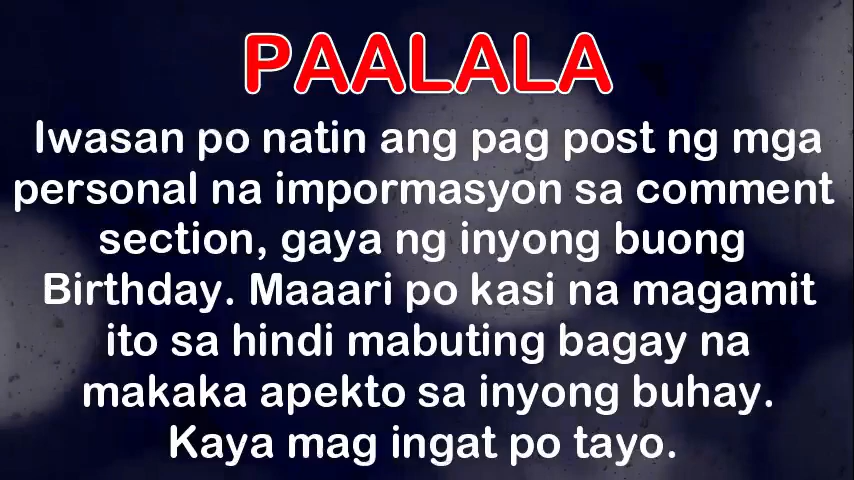 PAALALA
Iwasan po natin ang pag post ng mga
personal na impormasyon sa comment
section, gaya ng inyong buong
Birthday. Maaari po kasi na magamit
ito sa hindi mabuting bagay na
makaka apekto sa inyong buhay.
Kaya mag ingat po tayo.